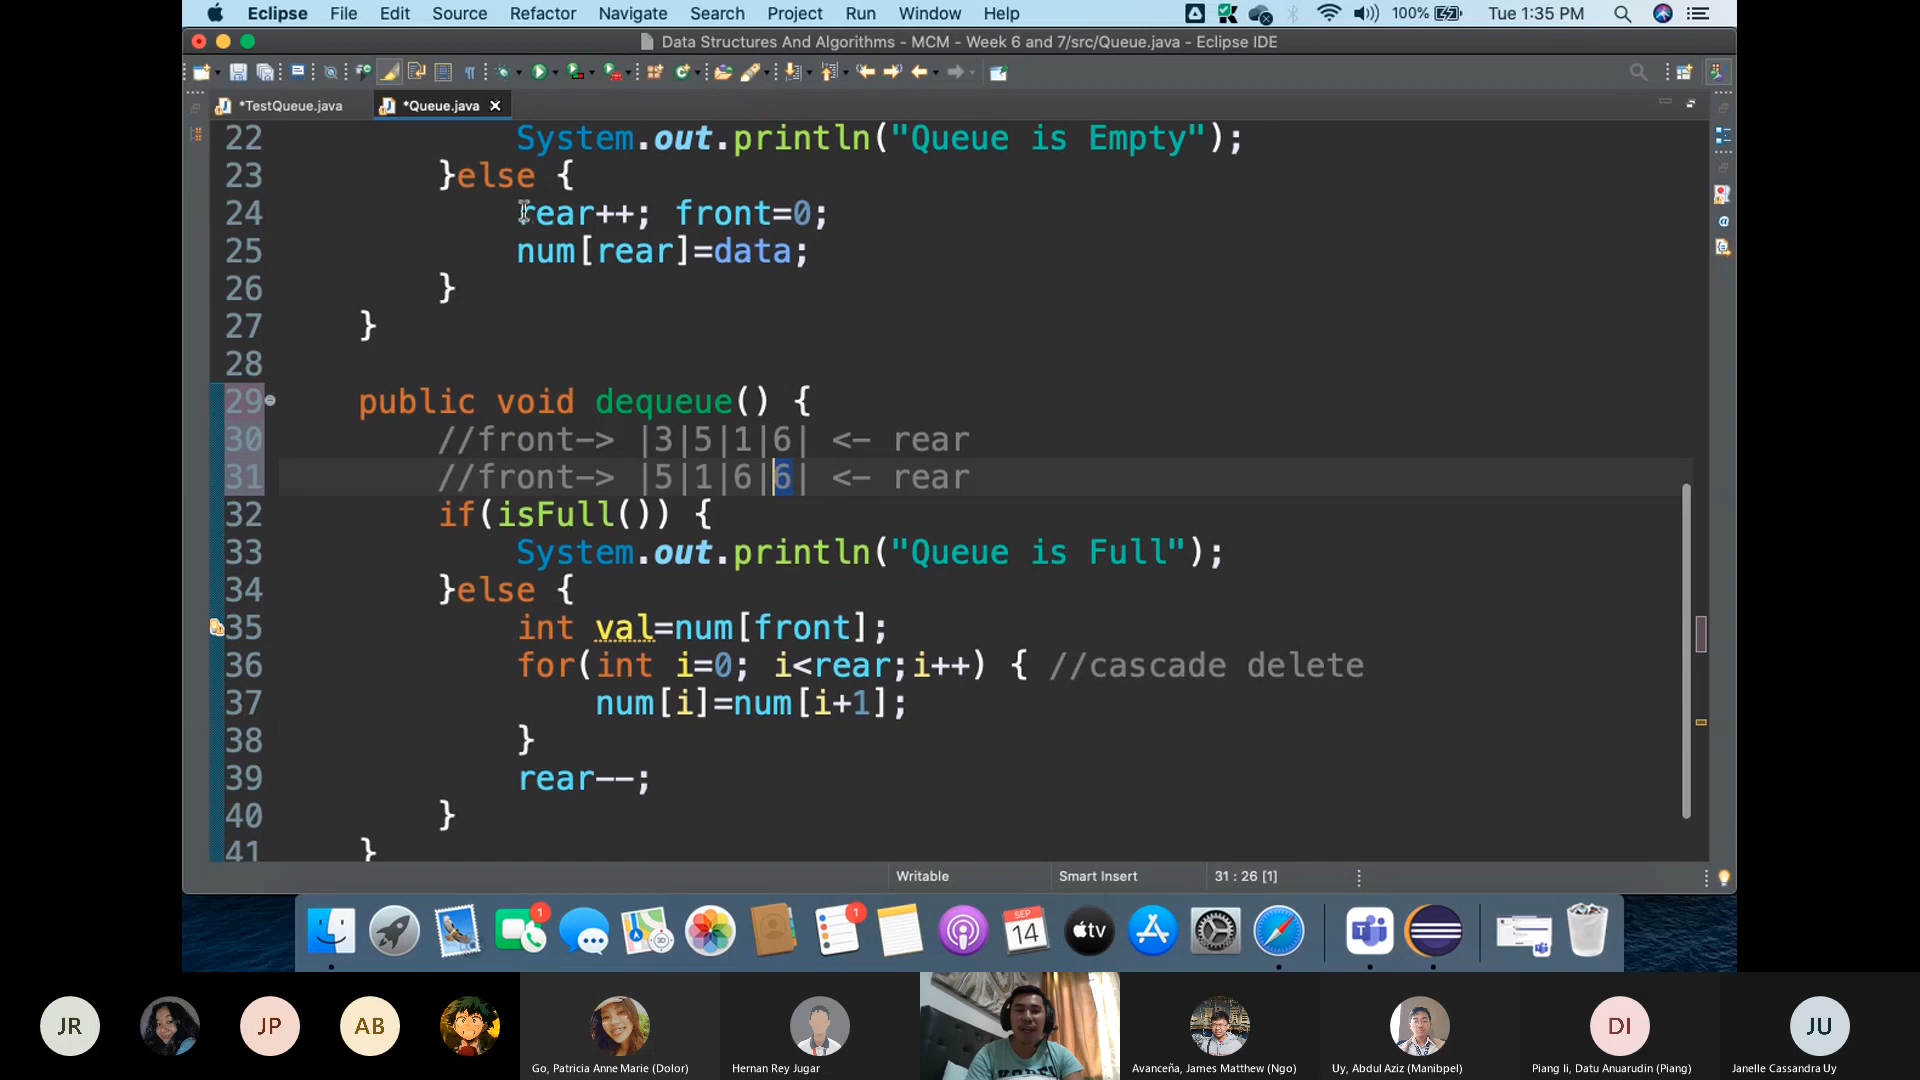 Eclipse File Edit Source Refactor Navigate Search Project Run Window Help 100% Tue 1:35 PM
Data Structures And Algorithms - MCM - Week 6 and 7/src/Queue.java - Eclipse IDE
*TestQueue.java *Queue.java
22 System.out.println("Queue is Empty");
23 }else {
24 rear++; front=0;
25 num[rear]=data;
26 }
27 }
28
29 public void dequeue() {
30 //front-> |3|5|1|6| <- rear
31 //front-> |5|1|6|6| <- rear
32 if(isFull()) {
33 System.out.println("Queue is Full");
34 }else {
35 int val=num[front];
36 for(int i=0; i<rear;i++) { //cascade delete
37 num[i]=num[i+1];
38 }
39 rear--;
40 }
41 }
Writable Smart Insert 31 : 26 [1]
1 1 SEP 14 tv
JR JP AB DI JU
Go, Patricia Anne Marie (Dolor) Hernan Rey Jugar Avanceña, James Matthew (Ngo) Uy, Abdul Aziz (Manibpel) Piang Ii, Datu Anuarudin (Piang) Janelle Cassandra Uy